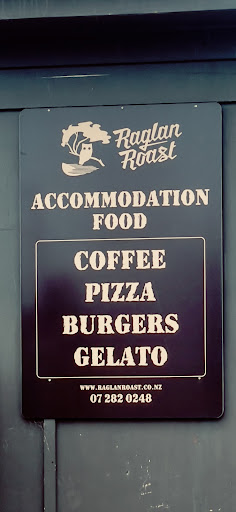 Raglan
Roast
ACCOMMODATION
FOOD
COFFEE
PIZZA
BURGERS
GELATO
WWW.RAGLANROAST.CO.NZ
07 282 0248